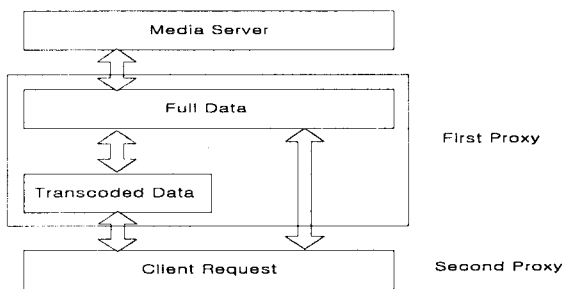 Media Server
Full Data
First Proxy
Transcoded Data
Client Request
Second Proxy